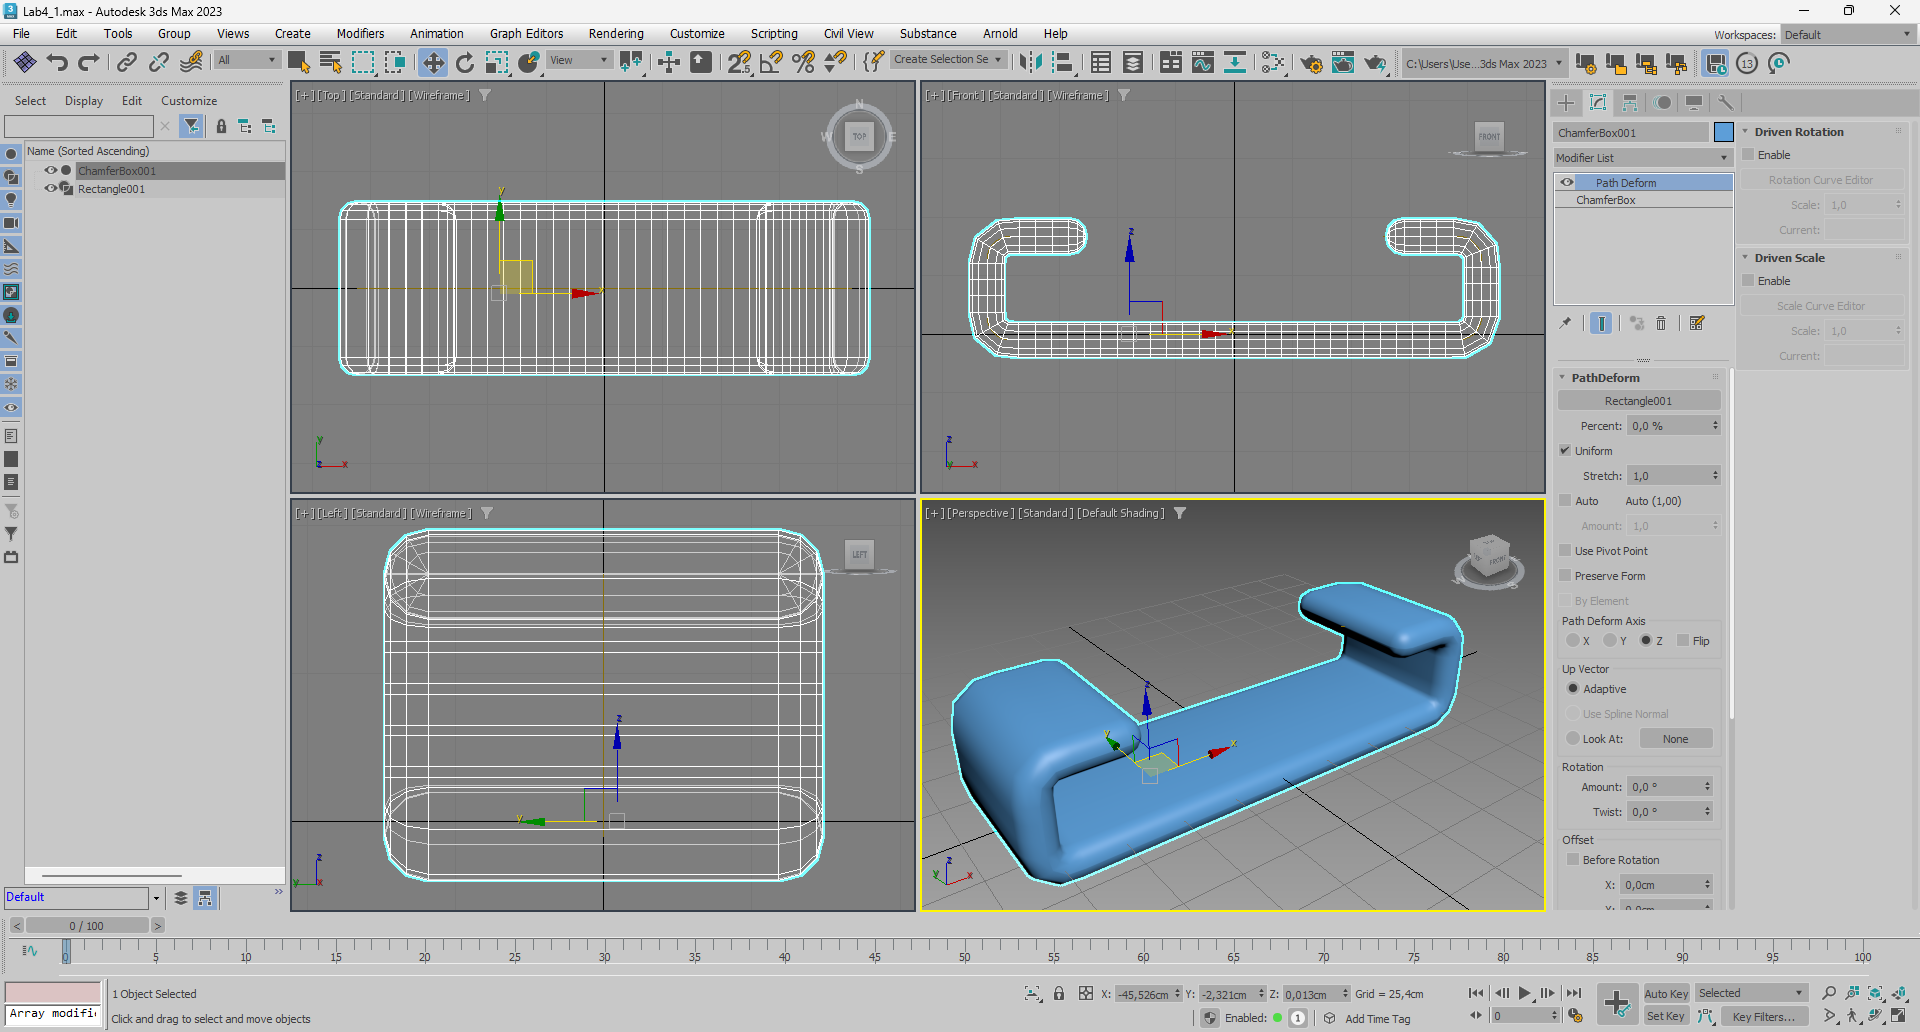 Lab4_1.max - Autodesk 3ds Max 2023
File Edit Tools Group Views Create Modifiers Animation Graph Editors Rendering Customize Scripting Civil View Substance Arnold Help
Workspaces: Default
All
View
Create Selection Se
C:\Users\Use...3ds Max 2023
13
Select Display Edit Customize
Name (Sorted Ascending)
ChamferBox001
Rectangle001
[+] [Top] [Standard] [Wireframe]
N
W TOP E
S
y
x
y
z x
[+] [Front] [Standard] [Wireframe]
FRONT
z
x
z
y x
[+] [Left] [Standard] [Wireframe]
LEFT
z
y
z
y x
[+] [Perspective] [Standard] [Default Shading]
FRONT
W S
z
y x
z
y x
ChamferBox001
Modifier List
Path Deform
ChamferBox
PathDeform
Rectangle001
Percent: 0,0 %
Uniform
Stretch: 1,0
Auto Auto (1,00)
Amount: 1,0
Use Pivot Point
Preserve Form
By Element
Path Deform Axis
X Y Z Flip
Up Vector
Adaptive
Use Spline Normal
Look At: None
Rotation
Amount: 0,0 °
Twist: 0,0 °
Offset
Before Rotation
X: 0,0cm
Y: 0,0cm
Driven Rotation
Enable
Rotation Curve Editor
Scale: 1,0
Current:
Driven Scale
Enable
Scale Curve Editor
Scale: 1,0
Current:
Default
< 0 / 100 >
0 5 10 15 20 25 30 35 40 45 50 55 60 65 70 75 80 85 90 95 100
1 Object Selected
Array modifi
Click and drag to select and move objects
X: -45,526cm Y: -2,321cm Z: 0,013cm Grid = 25,4cm
Enabled: 1 Add Time Tag
0
Auto Key Selected
Set Key Key Filters...